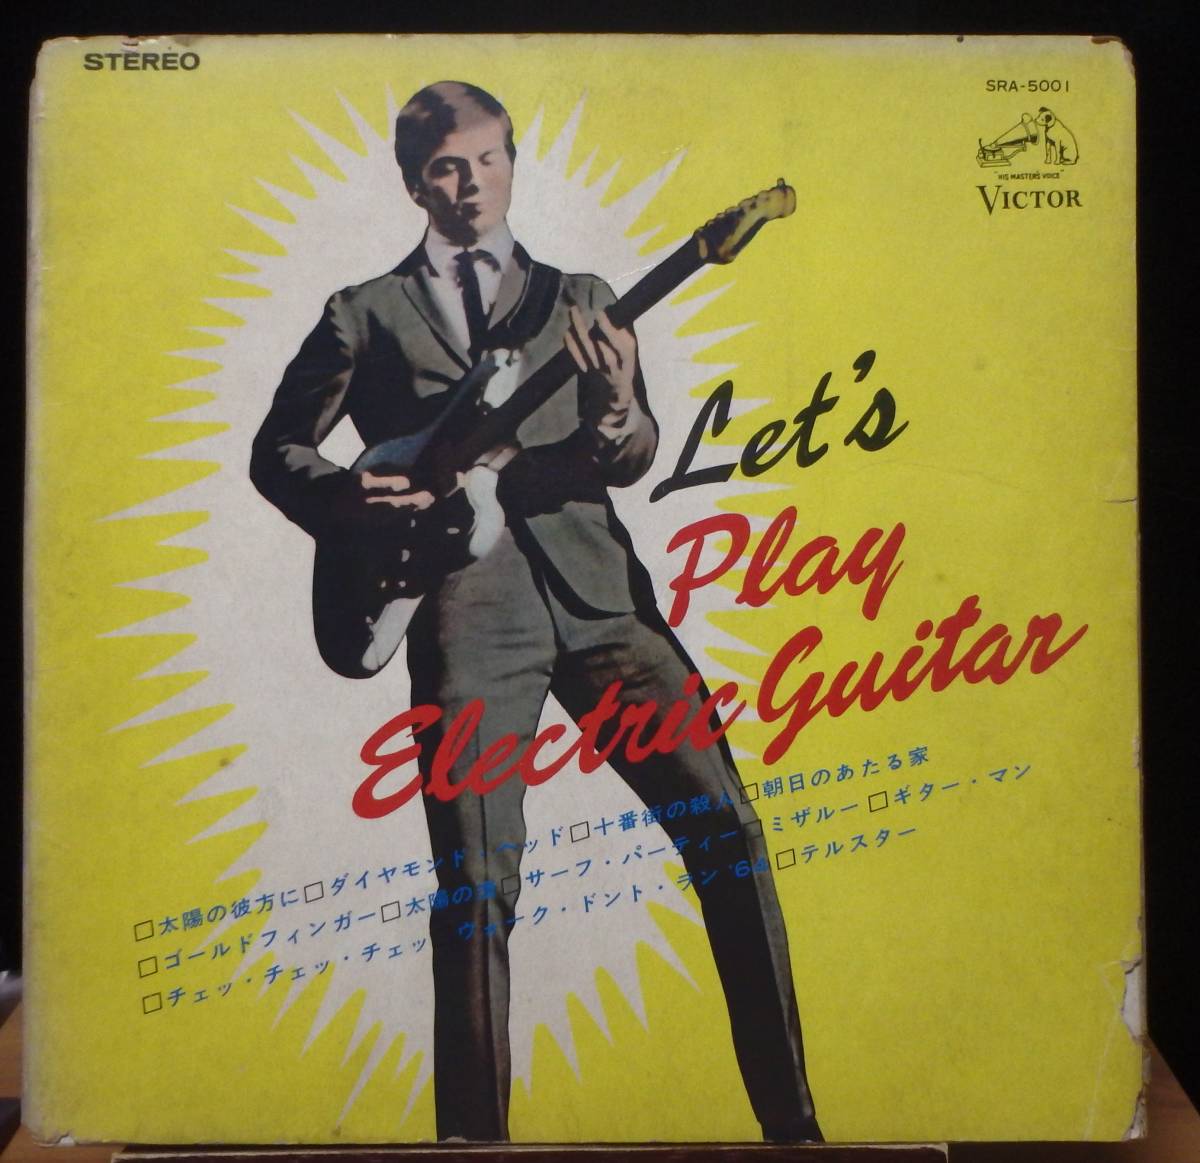 STEREO
SRA-5001
"HIS MASTER'S VOICE"
VICTOR
Let's
Play
Electric Guitar
□太陽の彼方に□ダイヤモンド・ヘッド□十番街の殺人□朝日のあたる家
□ゴールドフィンガー□太陽の渚□サーフ・パーティー□ミザルー□ギター・マン
□チェッ・チェッ・チェッ□ウォーク・ドント・ラン '64□テルスター